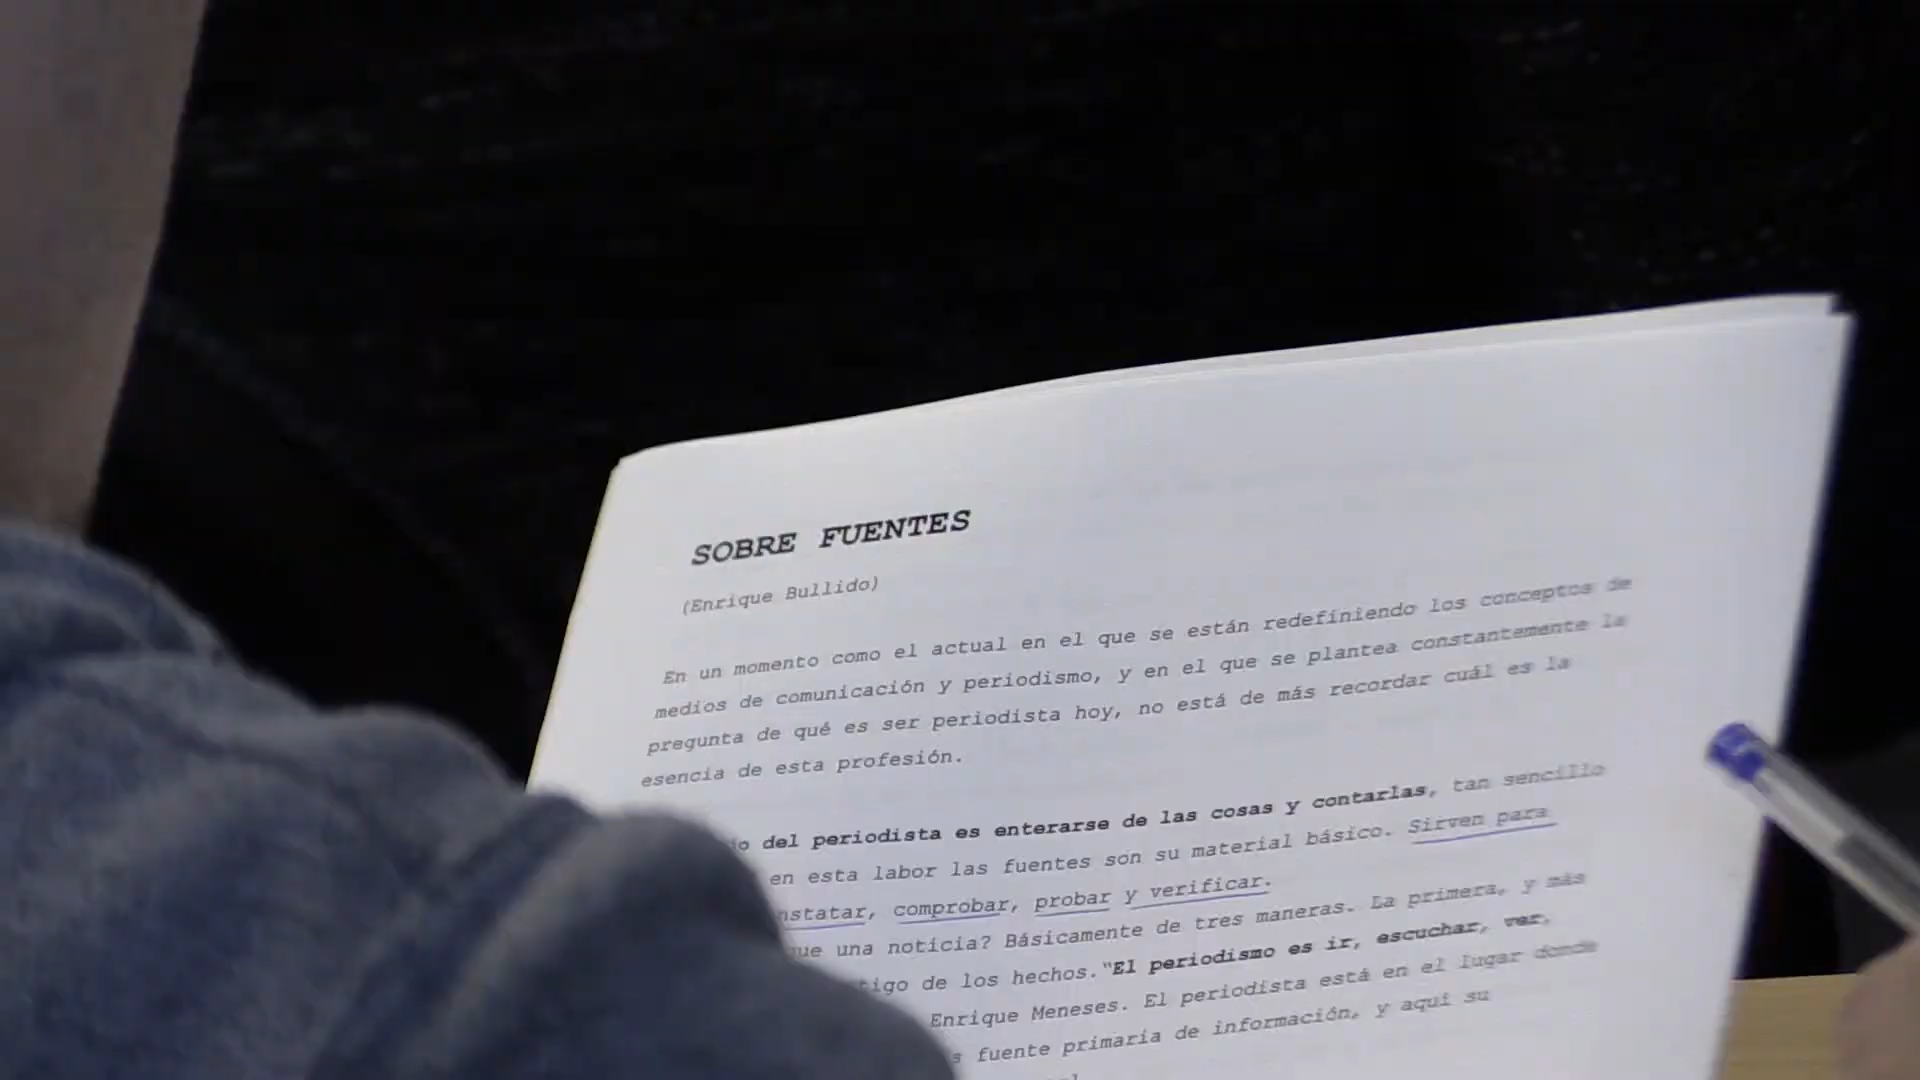 SOBRE FUENTES
(Enrique Bullido)
En un momento como el actual en el que se están redefiniendo los conceptos de
medios de comunicación y periodismo, y en el que se plantea constantemente la
pregunta de qué es ser periodista hoy, no está de más recordar cuál es la
esencia de esta profesión.
del periodista es enterarse de las cosas y contarlas, tan sencillo
en esta labor las fuentes son su material básico. Sirven para
nstatar, comprobar, probar y verificar.
que una noticia? Básicamente de tres maneras. La primera, y más
tigo de los hechos."El periodismo es ir, escuchar, ver,
Enrique Meneses. El periodista está en el lugar donde
s fuente primaria de información, y aquí su